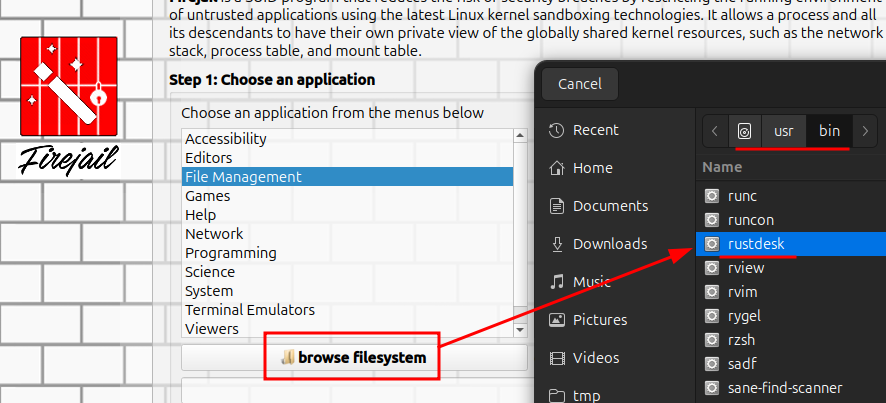 Firejail is a SUID program that reduces the risk of security breaches by restricting the running environment
of untrusted applications using the latest Linux kernel sandboxing technologies. It allows a process and all
its descendants to have their own private view of the globally shared kernel resources, such as the network
stack, process table, and mount table.
Firejail
Step 1: Choose an application
Choose an application from the menus below
Accessibility
Editors
File Management
Games
Help
Network
Programming
Science
System
Terminal Emulators
Viewers
browse filesystem
Cancel
Recent
Home
Documents
Downloads
Music
Pictures
Videos
tmp
usr
bin
Name
runc
runcon
rustdesk
rview
rvim
rygel
rzsh
sadf
sane-find-scanner